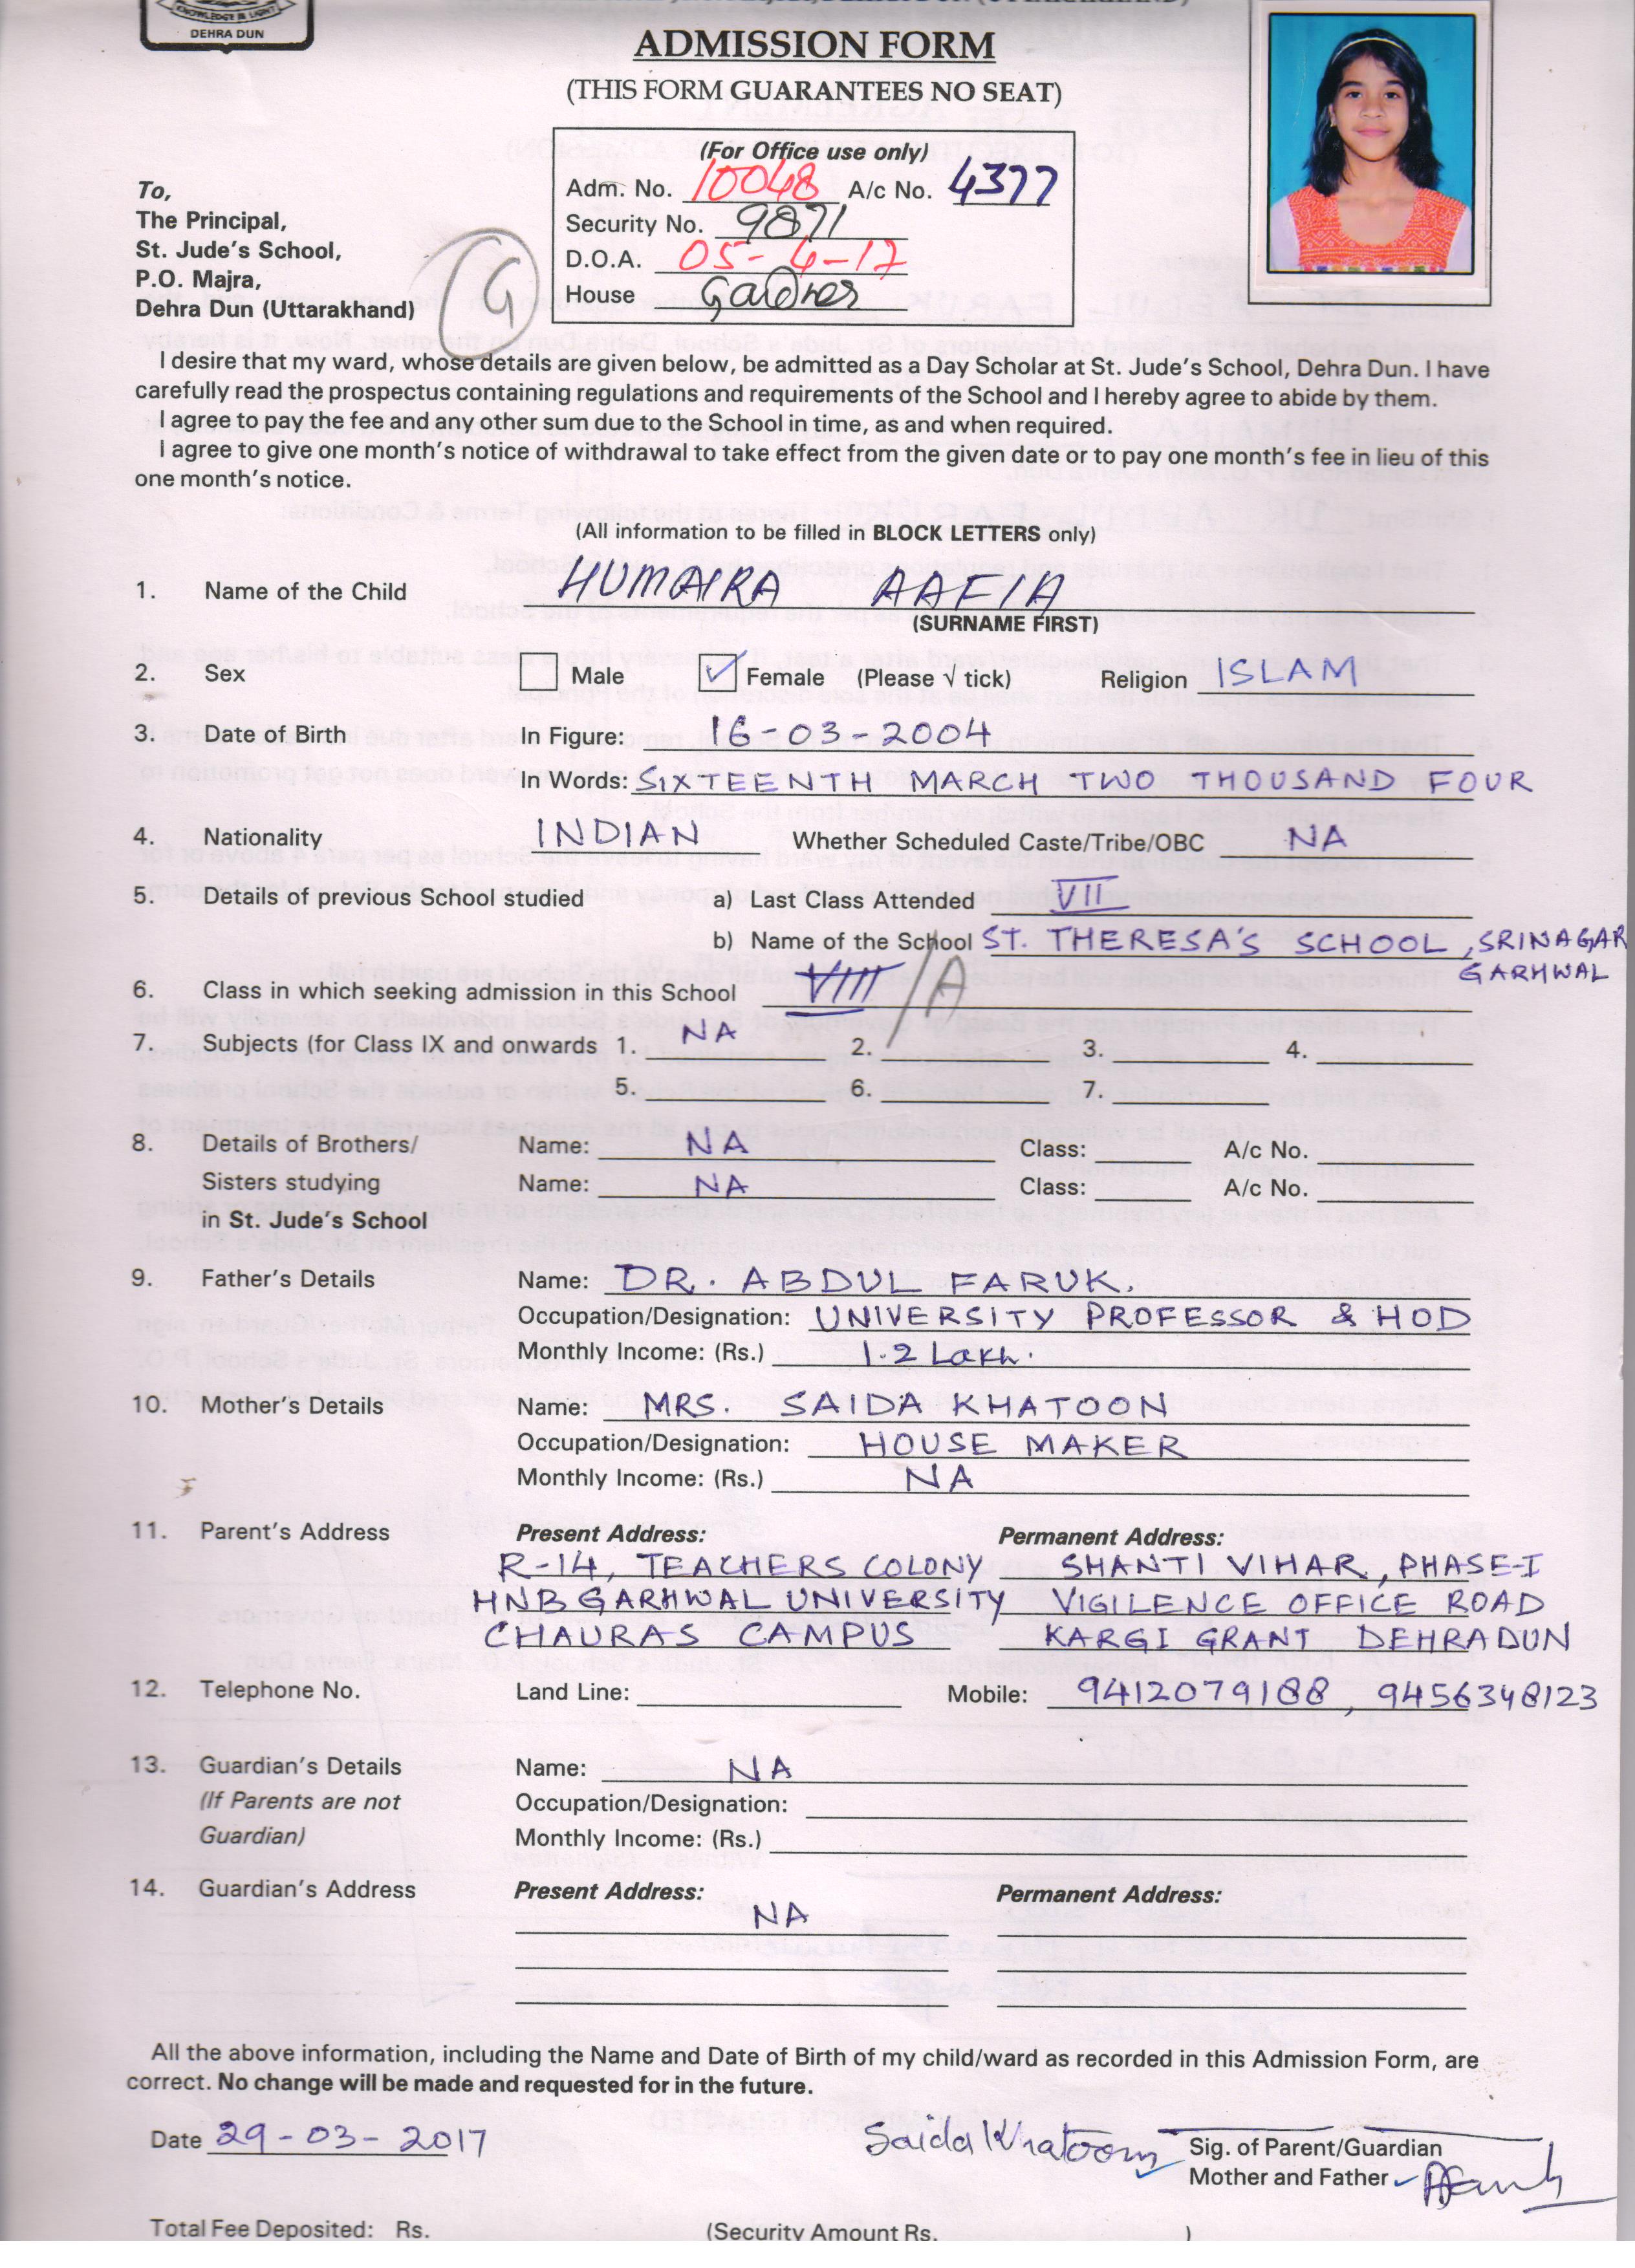 KNOWLEDGE IS LIGHT
DEHRA DUN
ADMISSION FORM
(THIS FORM GUARANTEES NO SEAT)
(For Office use only)
Adm. No. 10048 A/c No. 4377
Security No. 9871
D.O.A. 05-4-17
House Gardner
To,
The Principal,
St. Jude's School,
P.O. Majra,
Dehra Dun (Uttarakhand)
G
I desire that my ward, whose details are given below, be admitted as a Day Scholar at St. Jude's School, Dehra Dun. I have
carefully read the prospectus containing regulations and requirements of the School and I hereby agree to abide by them.
I agree to pay the fee and any other sum due to the School in time, as and when required.
I agree to give one month's notice of withdrawal to take effect from the given date or to pay one month's fee in lieu of this
one month's notice.
(All information to be filled in BLOCK LETTERS only)
1. Name of the Child HUMAIRA AAFIA
(SURNAME FIRST)
2. Sex Male ✓ Female (Please √ tick) Religion ISLAM
3. Date of Birth In Figure: 16-03-2004
In Words: SIXTEENTH MARCH TWO THOUSAND FOUR
4. Nationality INDIAN Whether Scheduled Caste/Tribe/OBC NA
5. Details of previous School studied a) Last Class Attended VII
b) Name of the School ST. THERESA'S SCHOOL, SRINAGAR
GARHWAL
6. Class in which seeking admission in this School VIII /A
7. Subjects (for Class IX and onwards 1. NA 2. 3. 4.
5. 6. 7.
8. Details of Brothers/ Name: NA Class: A/c No.
Sisters studying Name: NA Class: A/c No.
in St. Jude's School
9. Father's Details Name: DR. ABDUL FARUK.
Occupation/Designation: UNIVERSITY PROFESSOR & HOD
Monthly Income: (Rs.) 1.2 Lakh.
10. Mother's Details Name: MRS. SAIDA KHATOON
Occupation/Designation: HOUSE MAKER
Monthly Income: (Rs.) NA
11. Parent's Address Present Address: Permanent Address:
R-14, TEACHERS COLONY SHANTI VIHAR, PHASE-I
HNB GARHWAL UNIVERSITY VIGILENCE OFFICE ROAD
CHAURAS CAMPUS KARGI GRANT DEHRADUN
12. Telephone No. Land Line: Mobile: 9412079188, 9456348123
13. Guardian's Details Name: NA
(If Parents are not Occupation/Designation:
Guardian) Monthly Income: (Rs.)
14. Guardian's Address Present Address: Permanent Address:
NA
All the above information, including the Name and Date of Birth of my child/ward as recorded in this Admission Form, are
correct. No change will be made and requested for in the future.
Date 29-03-2017 Saida Khatoon Sig. of Parent/Guardian
Mother and Father
Total Fee Deposited: Rs. (Security Amount Rs. )